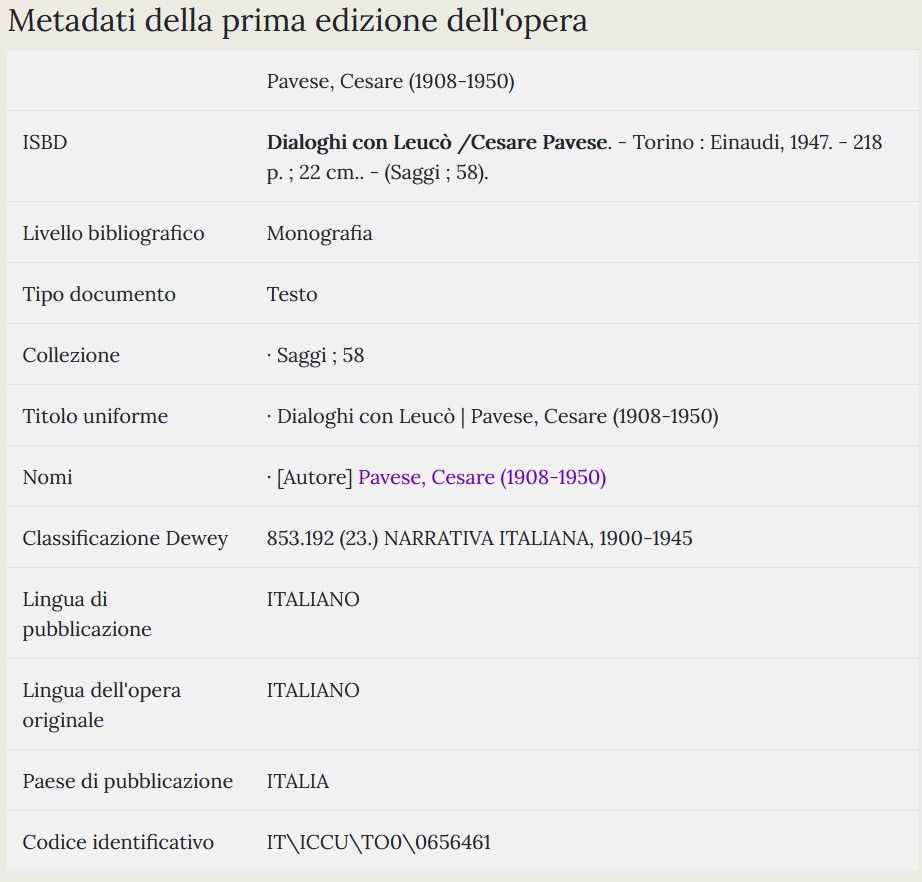 Metadati della prima edizione dell'opera
Pavese, Cesare (1908-1950)
ISBD
Dialoghi con Leucò /Cesare Pavese. - Torino : Einaudi, 1947. - 218
p. ; 22 cm.. - (Saggi ; 58).
Livello bibliografico
Monografia
Tipo documento
Testo
Collezione
· Saggi ; 58
Titolo uniforme
· Dialoghi con Leucò | Pavese, Cesare (1908-1950)
Nomi
· [Autore] Pavese, Cesare (1908-1950)
Classificazione Dewey
853.192 (23.) NARRATIVA ITALIANA, 1900-1945
Lingua di
pubblicazione
ITALIANO
Lingua dell'opera
originale
ITALIANO
Paese di pubblicazione
ITALIA
Codice identificativo
IT\ICCU\TO0\0656461